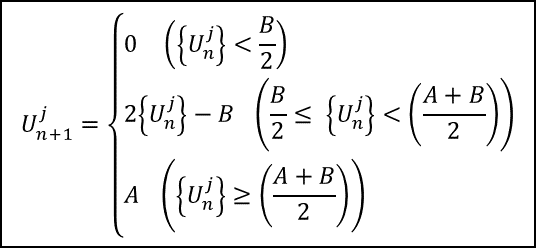 0 ({U_n^j} < B/2)
U_{n+1}^j = { 2{U_n^j} − B (B/2 ≤ {U_n^j} < ((A + B)/2))
A ({U_n^j} ≥ ((A + B)/2))